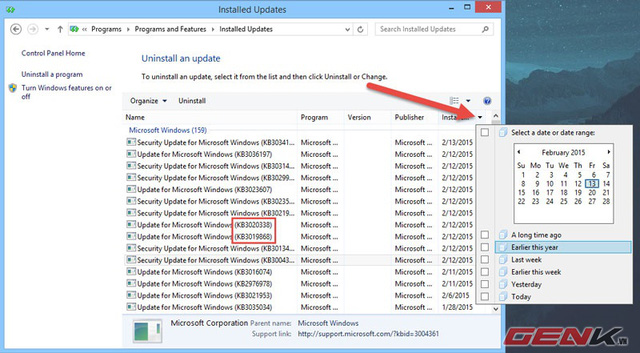 Installed Updates
Programs ▸ Programs and Features ▸ Installed Updates
Search Installed Updates
Control Panel Home
Uninstall a program
Turn Windows features on or off
Uninstall an update
To uninstall an update, select it from the list and then click Uninstall or Change.
Organize Uninstall
Name Program Version Publisher Install...
Microsoft Windows (159)
Security Update for Microsoft Windows (KB30341... Microsoft ... Microsoft ... 2/13/2015
Update for Microsoft Windows (KB3036197) Microsoft ... Microsoft ... 2/12/2015
Security Update for Microsoft Windows (KB30314... Microsoft ... Microsoft ... 2/12/2015
Security Update for Microsoft Windows (KB30299... Microsoft ... Microsoft ... 2/12/2015
Update for Microsoft Windows (KB3023607) Microsoft ... Microsoft ... 2/12/2015
Security Update for Microsoft Windows (KB30235... Microsoft ... Microsoft ... 2/12/2015
Security Update for Microsoft Windows (KB30219... Microsoft ... Microsoft ... 2/12/2015
Update for Microsoft Windows (KB3020338) Microsoft ... Microsoft ... 2/12/2015
Update for Microsoft Windows (KB3019868) Microsoft ... Microsoft ... 2/12/2015
Security Update for Microsoft Windows (KB30134... Microsoft ... Microsoft ... 2/12/2015
Security Update for Microsoft Windows (KB30043... Microsoft ... Microsoft ... 2/12/2015
Update for Microsoft Windows (KB3016074) Microsoft ... Microsoft ... 2/11/2015
Update for Microsoft Windows (KB2976978) Microsoft ... Microsoft ... 2/11/2015
Update for Microsoft Windows (KB3021953) Microsoft ... Microsoft ... 2/6/2015
Update for Microsoft Windows (KB3035034) Microsoft ... Microsoft ... 1/28/2015
Microsoft Corporation Parent name: Microsoft Windows
Support link: http://support.microsoft.com/?kbid=3004361
Select a date or date range:
February 2015
Su Mo Tu We Th Fr Sa
1 2 3 4 5 6 7
8 9 10 11 12 13 14
15 16 17 18 19 20 21
22 23 24 25 26 27 28
A long time ago
Earlier this year
Last week
Earlier this week
Yesterday
Today
GENK